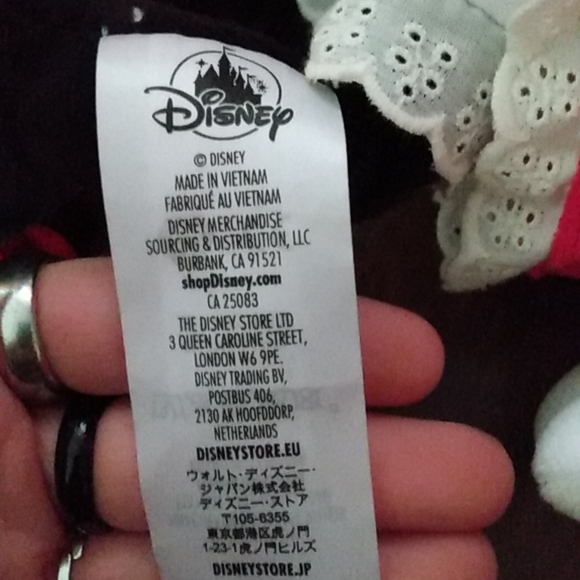 Disney
© DISNEY
MADE IN VIETNAM
FABRIQUÉ AU VIETNAM
DISNEY MERCHANDISE
SOURCING & DISTRIBUTION, LLC
BURBANK, CA 91521
shopDisney.com
CA 25083
THE DISNEY STORE LTD
3 QUEEN CAROLINE STREET,
LONDON W6 9PE.
DISNEY TRADING BV,
POSTBUS 406,
2130 AK HOOFDDORP,
NETHERLANDS
DISNEYSTORE.EU
ウォルト・ディズニー・
ジャパン株式会社
ディズニー・ストア
〒105-6355
東京都港区虎ノ門
1-23-1虎ノ門ヒルズ
DISNEYSTORE.JP